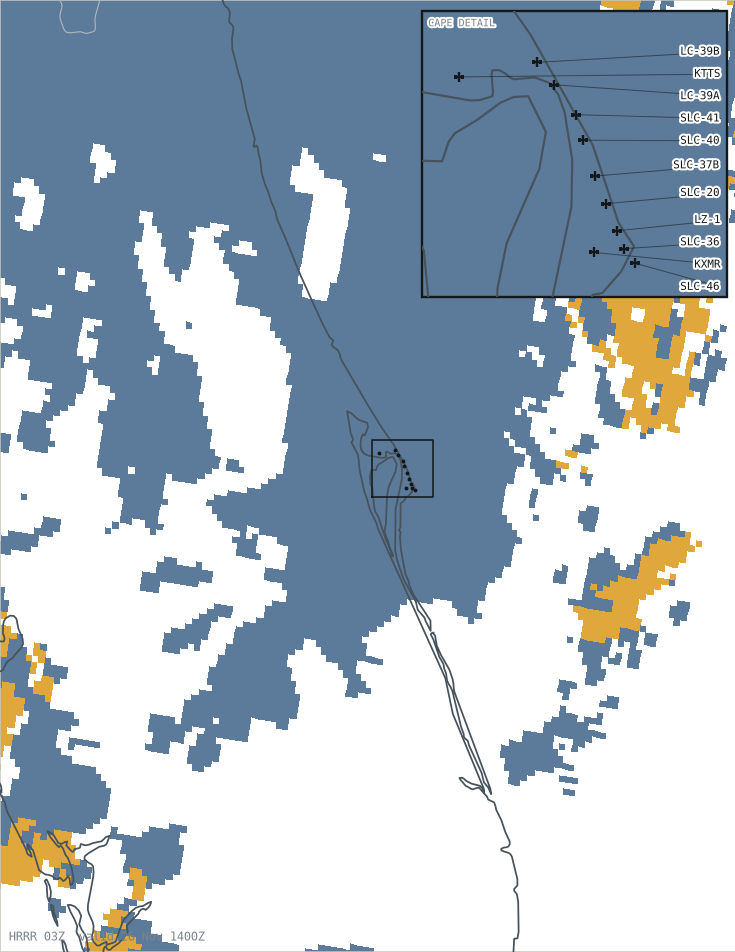 CAPE DETAIL
LC-39B
KTTS
LC-39A
SLC-41
SLC-40
SLC-37B
SLC-20
LZ-1
SLC-36
KXMR
SLC-46
HRRR 03Z 1400Z